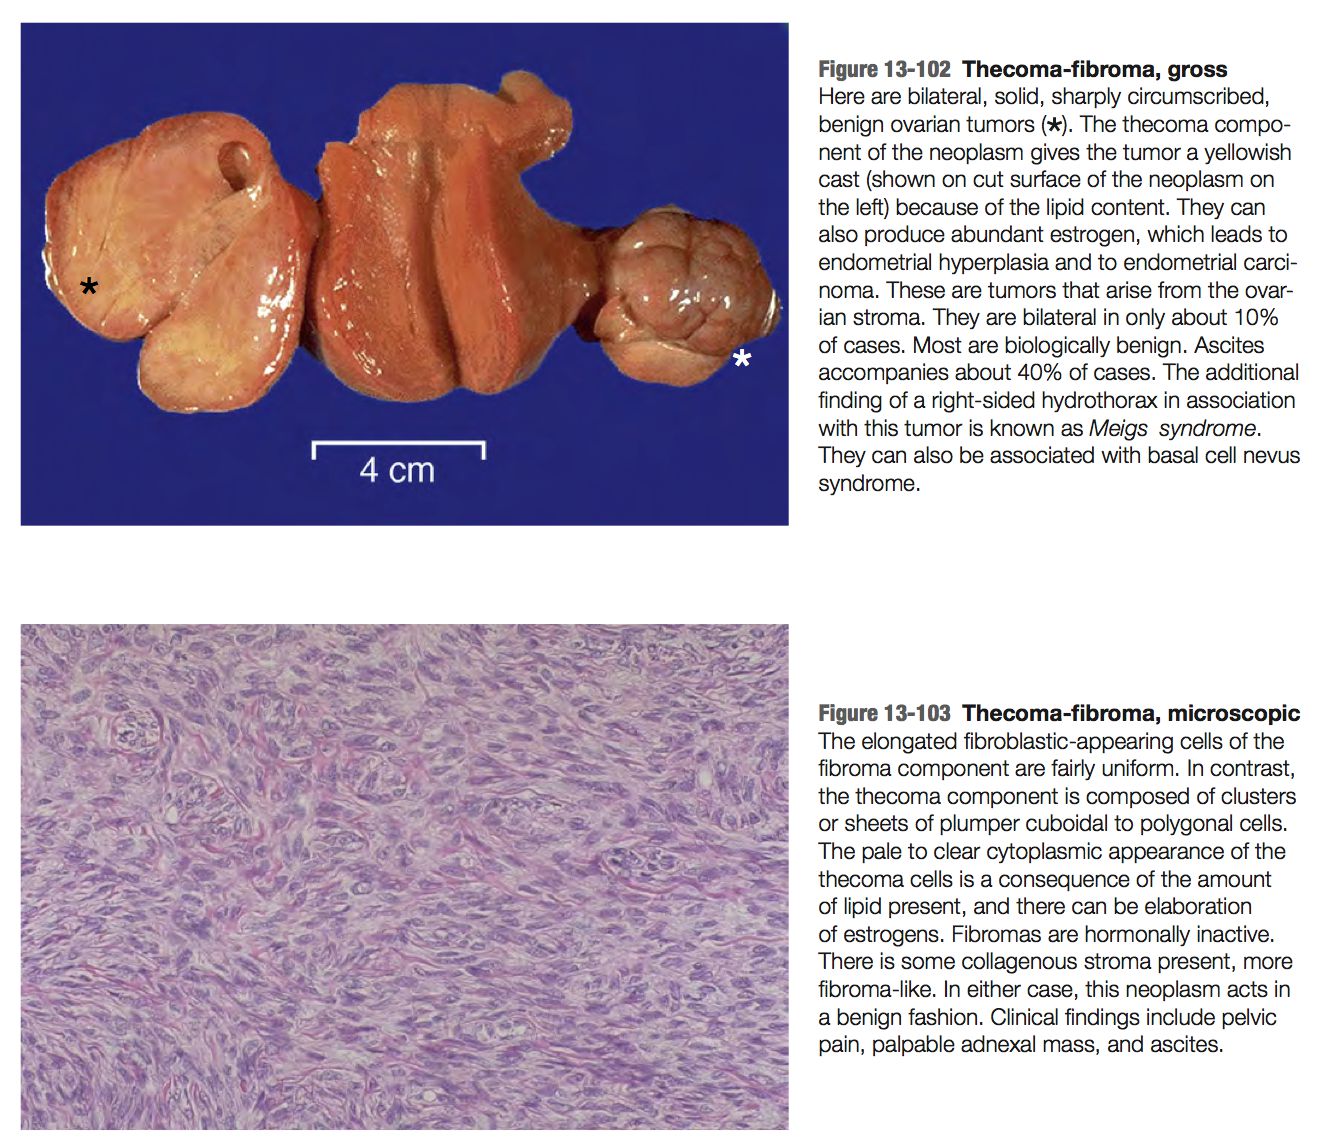 4 cm
Figure 13-102 Thecoma-fibroma, gross
Here are bilateral, solid, sharply circumscribed,
benign ovarian tumors (*). The thecoma compo-
nent of the neoplasm gives the tumor a yellowish
cast (shown on cut surface of the neoplasm on
the left) because of the lipid content. They can
also produce abundant estrogen, which leads to
endometrial hyperplasia and to endometrial carci-
noma. These are tumors that arise from the ovar-
ian stroma. They are bilateral in only about 10%
of cases. Most are biologically benign. Ascites
accompanies about 40% of cases. The additional
finding of a right-sided hydrothorax in association
with this tumor is known as Meigs syndrome.
They can also be associated with basal cell nevus
syndrome.
Figure 13-103 Thecoma-fibroma, microscopic
The elongated fibroblastic-appearing cells of the
fibroma component are fairly uniform. In contrast,
the thecoma component is composed of clusters
or sheets of plumper cuboidal to polygonal cells.
The pale to clear cytoplasmic appearance of the
thecoma cells is a consequence of the amount
of lipid present, and there can be elaboration
of estrogens. Fibromas are hormonally inactive.
There is some collagenous stroma present, more
fibroma-like. In either case, this neoplasm acts in
a benign fashion. Clinical findings include pelvic
pain, palpable adnexal mass, and ascites.